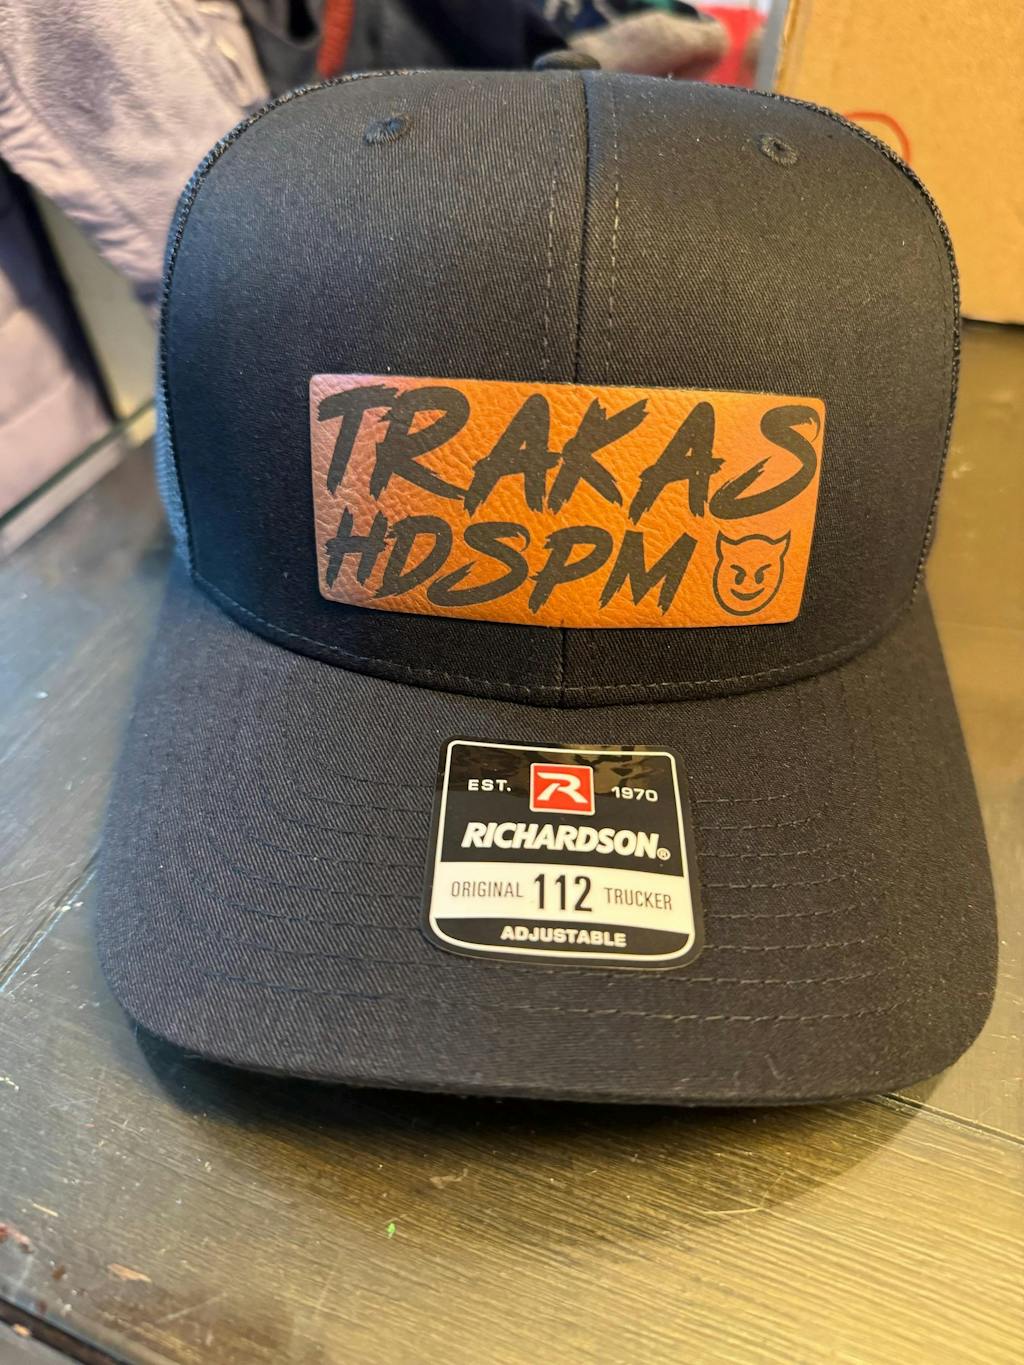 TRAKAS
HDSPM
EST. R 1970
RICHARDSON®
ORIGINAL 112 TRUCKER
ADJUSTABLE